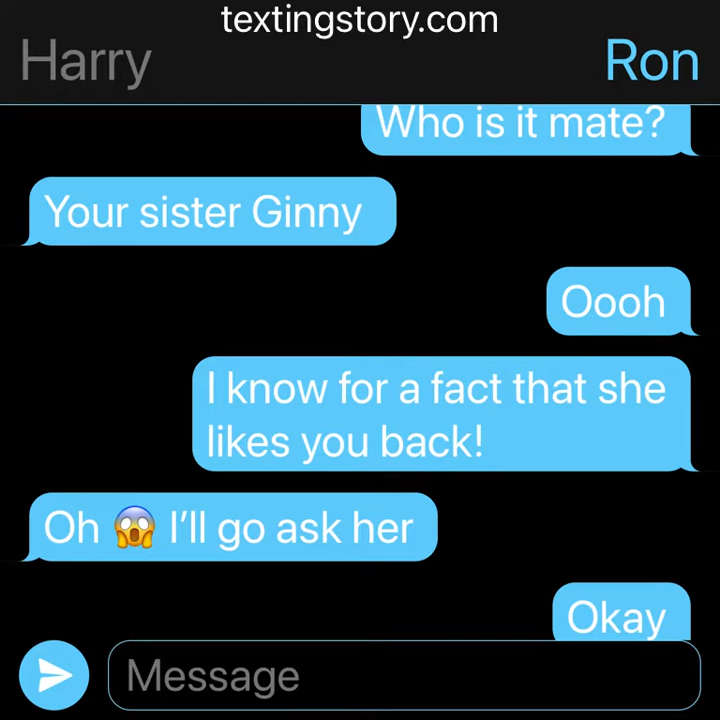 textingstory.com
Harry
Ron
Who is it mate?
Your sister Ginny
Oooh
I know for a fact that she
likes you back!
Oh 😱 I’ll go ask her
Okay
Message